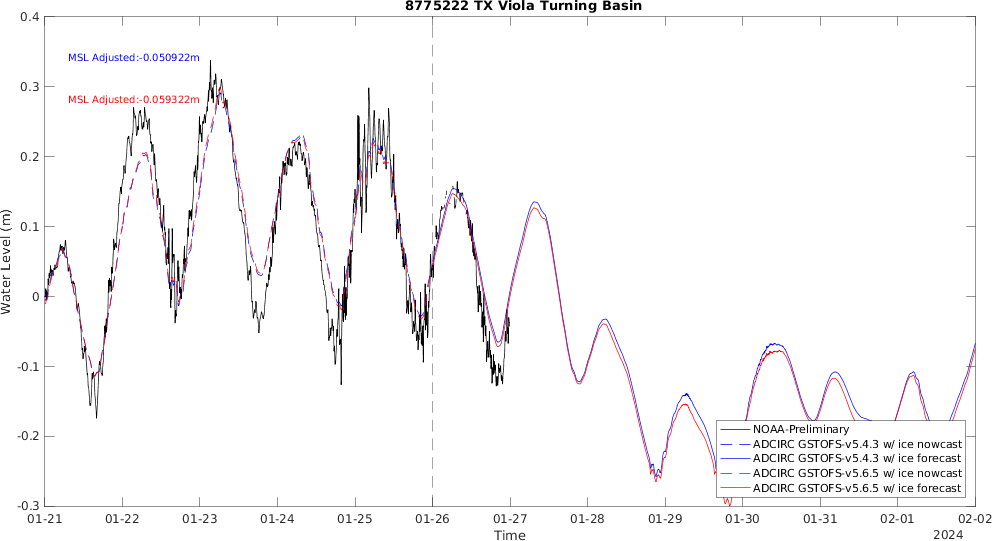 8775222 TX Viola Turning Basin
MSL Adjusted:-0.050922m
MSL Adjusted:-0.059322m
Water Level (m)
0.4
0.3
0.2
0.1
0
-0.1
-0.2
-0.3
NOAA-Preliminary
ADCIRC GSTOFS-v5.4.3 w/ ice nowcast
ADCIRC GSTOFS-v5.4.3 w/ ice forecast
ADCIRC GSTOFS-v5.6.5 w/ ice nowcast
ADCIRC GSTOFS-v5.6.5 w/ ice forecast
01-21 01-22 01-23 01-24 01-25 01-26 01-27 01-28 01-29 01-30 01-31 02-01 02-02
Time
2024